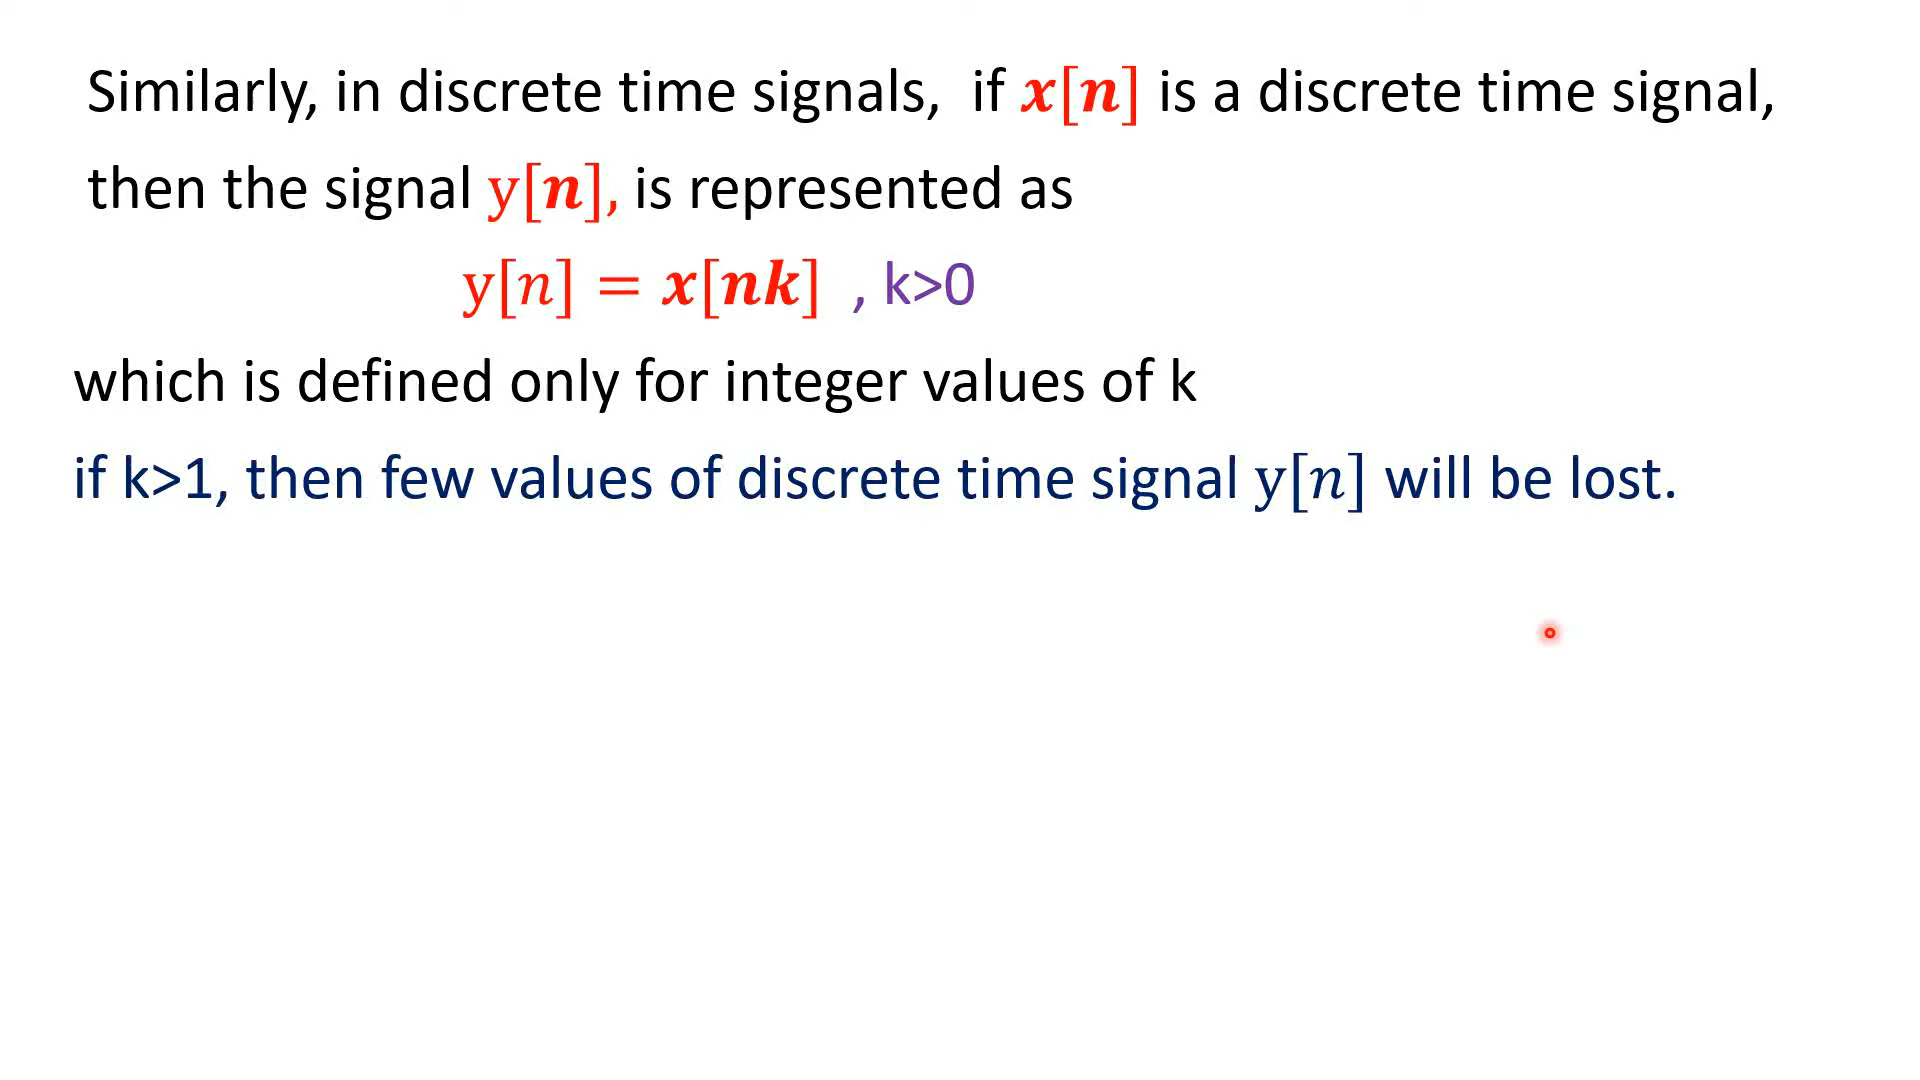 Similarly, in discrete time signals, if x[n] is a discrete time signal,
then the signal y[n], is represented as
y[n] = x[nk] , k>0
which is defined only for integer values of k
if k>1, then few values of discrete time signal y[n] will be lost.